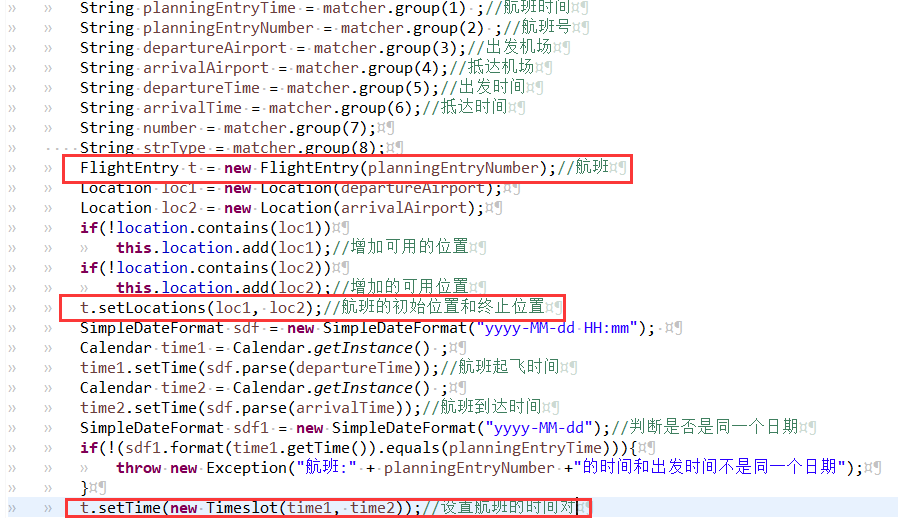 String planningEntryTime = matcher.group(1) ;//航班时间
String planningEntryNumber = matcher.group(2) ;//航班号
String departureAirport = matcher.group(3);//出发机场
String arrivalAirport = matcher.group(4);//抵达机场
String departureTime = matcher.group(5);//出发时间
String arrivalTime = matcher.group(6);//抵达时间
String number = matcher.group(7);
String strType = matcher.group(8);
FlightEntry t = new FlightEntry(planningEntryNumber);//航班
Location loc1 = new Location(departureAirport);
Location loc2 = new Location(arrivalAirport);
if(!location.contains(loc1))
this.location.add(loc1);//增加可用的位置
if(!location.contains(loc2))
this.location.add(loc2);//增加的可用位置
t.setLocations(loc1, loc2);//航班的初始位置和终止位置
SimpleDateFormat sdf = new SimpleDateFormat("yyyy-MM-dd HH:mm");
Calendar time1 = Calendar.getInstance() ;
time1.setTime(sdf.parse(departureTime));//航班起飞时间
Calendar time2 = Calendar.getInstance() ;
time2.setTime(sdf.parse(arrivalTime));//航班到达时间
SimpleDateFormat sdf1 = new SimpleDateFormat("yyyy-MM-dd");//判断是否是同一个日期
if(!(sdf1.format(time1.getTime()).equals(planningEntryTime))){
throw new Exception("航班:" + planningEntryNumber +"的时间和出发时间不是同一个日期");
}
t.setTime(new Timeslot(time1, time2));//设置航班的时间对